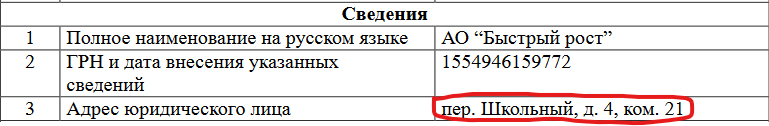 Сведения
1 Полное наименование на русском языке АО “Быстрый рост”
2 ГРН и дата внесения указанных 1554946159772
сведений
3 Адрес юридического лица пер. Школьный, д. 4, ком. 21